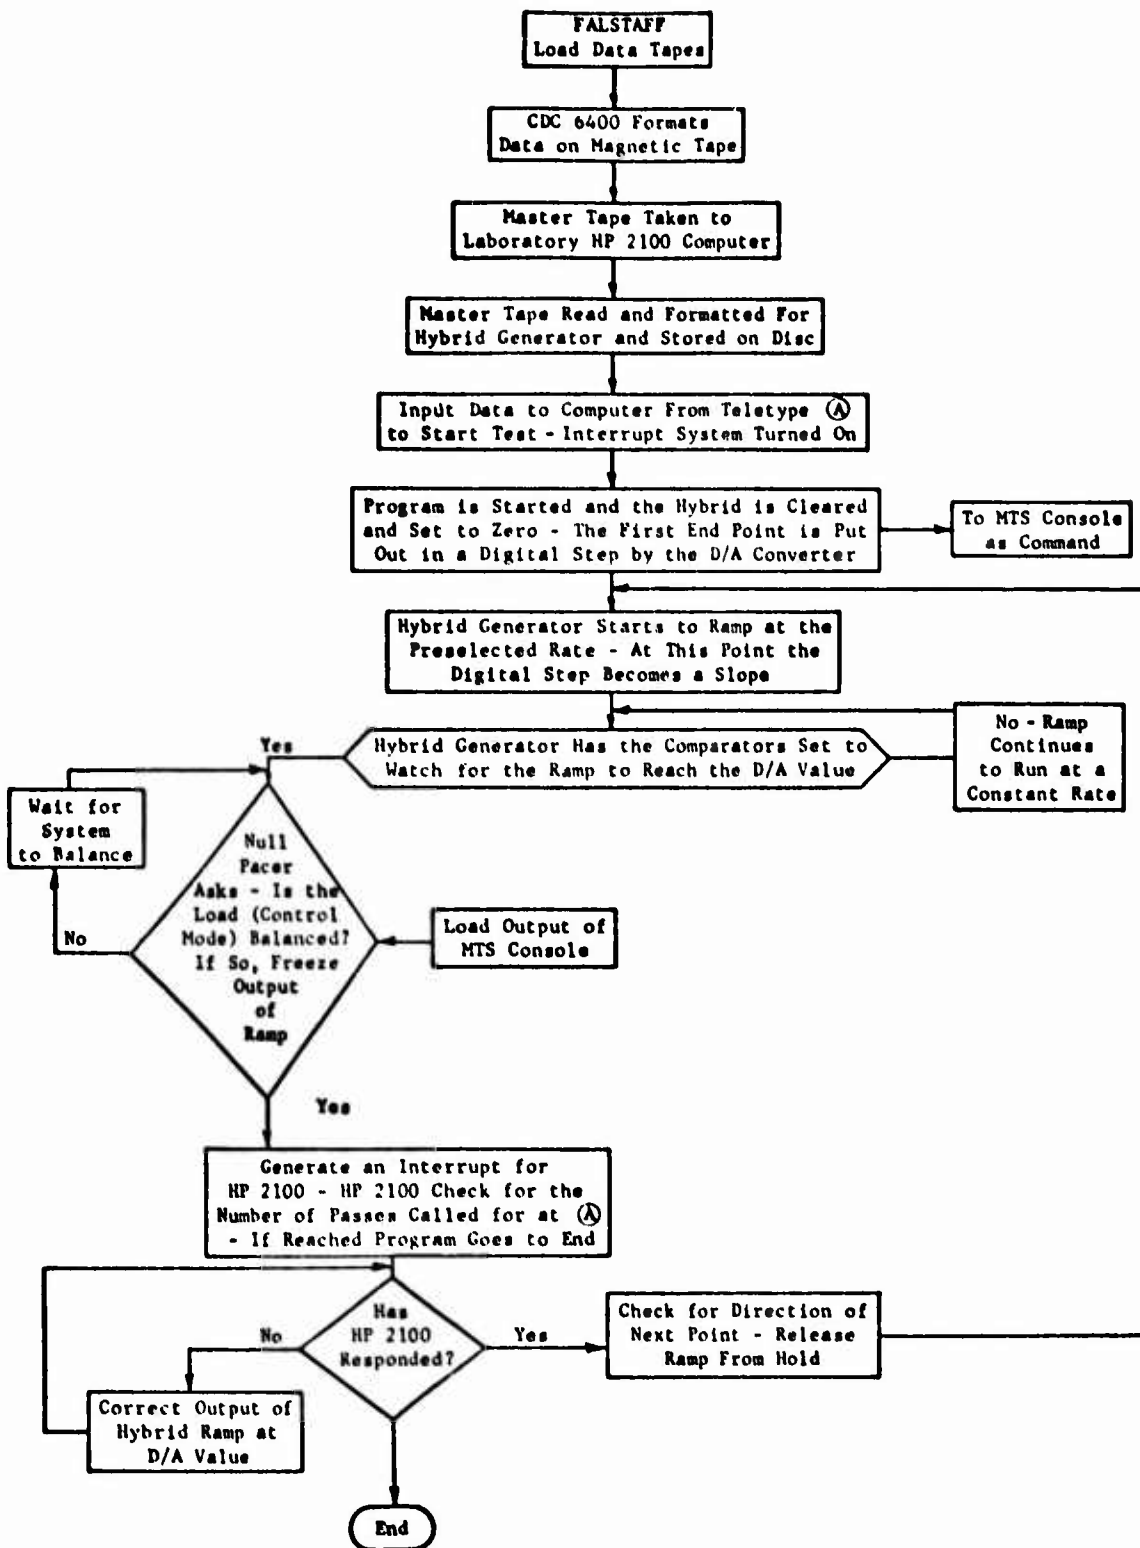 FALSTAFF
Load Data Tapes
CDC 6400 Formats
Data on Magnetic Tape
Master Tape Taken to
Laboratory HP 2100 Computer
Master Tape Read and Formatted For
Hybrid Generator and Stored on Disc
Input Data to Computer From Teletype Ⓐ
to Start Test - Interrupt System Turned On
Program is Started and the Hybrid is Cleared
and Set to Zero - The First End Point is Put
Out in a Digital Step by the D/A Converter
To MTS Console
as Command
Hybrid Generator Starts to Ramp at the
Preselected Rate - At This Point the
Digital Step Becomes a Slope
No - Ramp
Continues
to Run at a
Constant Rate
Hybrid Generator Has the Comparators Set to
Watch for the Ramp to Reach the D/A Value
Yes
Wait for
System
to Balance
Null
Pacer
Asks - Is the
Load (Control
Mode) Balanced?
If So, Freeze
Output
of
Ramp
No
Load Output of
MTS Console
Yes
Generate an Interrupt for
HP 2100 - HP 2100 Check for the
Number of Passes Called for at Ⓐ
- If Reached Program Goes to End
Has
HP 2100
Responded?
No
Yes
Check for Direction of
Next Point - Release
Ramp From Hold
Correct Output of
Hybrid Ramp at
D/A Value
End